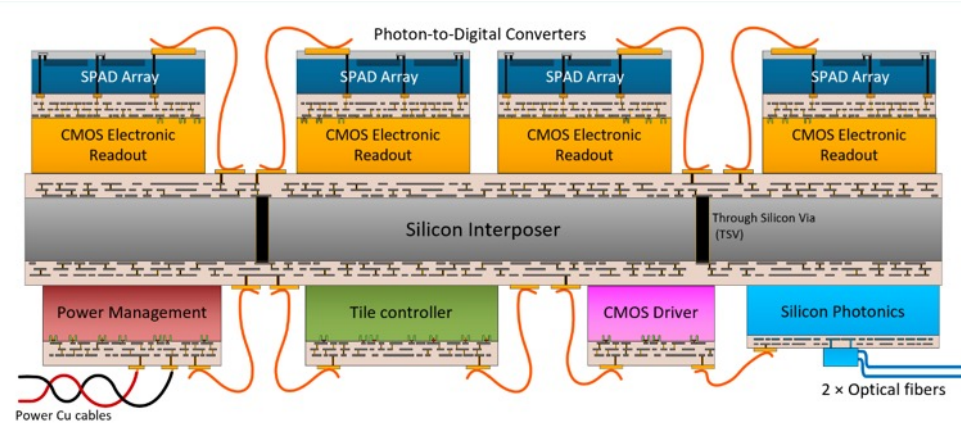 Photon-to-Digital Converters
SPAD Array
SPAD Array
SPAD Array
SPAD Array
CMOS Electronic
Readout
CMOS Electronic
Readout
CMOS Electronic
Readout
CMOS Electronic
Readout
Silicon Interposer
Through Silicon Via
(TSV)
Power Management
Tile controller
CMOS Driver
Silicon Photonics
Power Cu cables
2 × Optical fibers